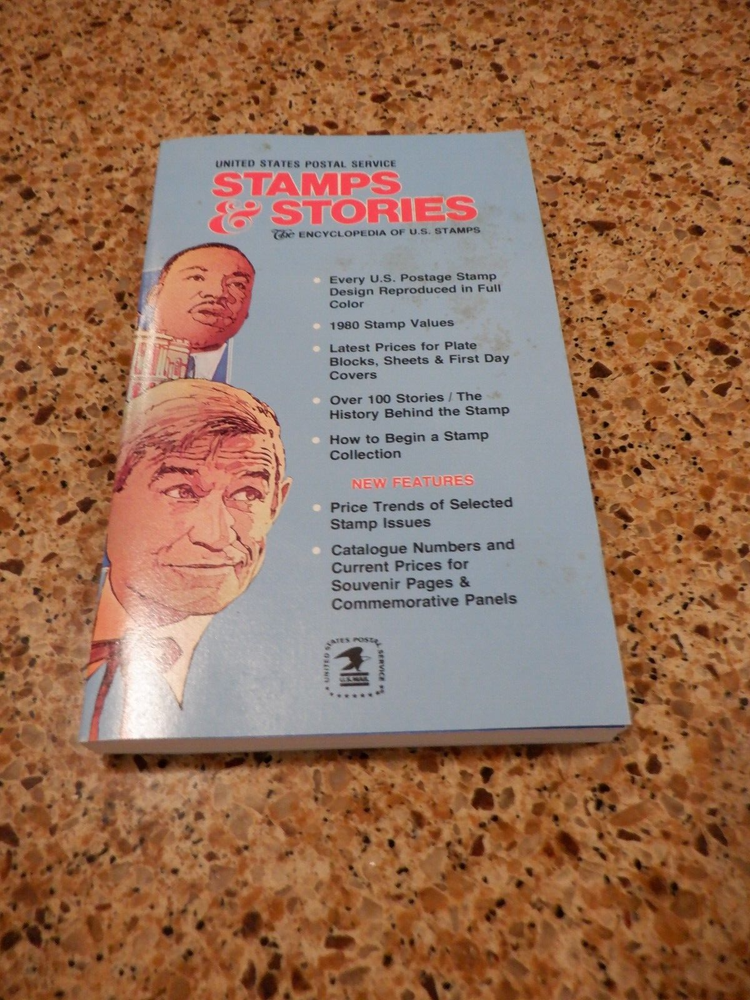 UNITED STATES POSTAL SERVICE
STAMPS
& STORIES
The ENCYCLOPEDIA OF U.S. STAMPS
• Every U.S. Postage Stamp
Design Reproduced in Full
Color
• 1980 Stamp Values
• Latest Prices for Plate
Blocks, Sheets & First Day
Covers
• Over 100 Stories / The
History Behind the Stamp
• How to Begin a Stamp
Collection
NEW FEATURES
• Price Trends of Selected
Stamp Issues
• Catalogue Numbers and
Current Prices for
Souvenir Pages &
Commemorative Panels
UNITED STATES POSTAL SERVICE
U.S. MAIL